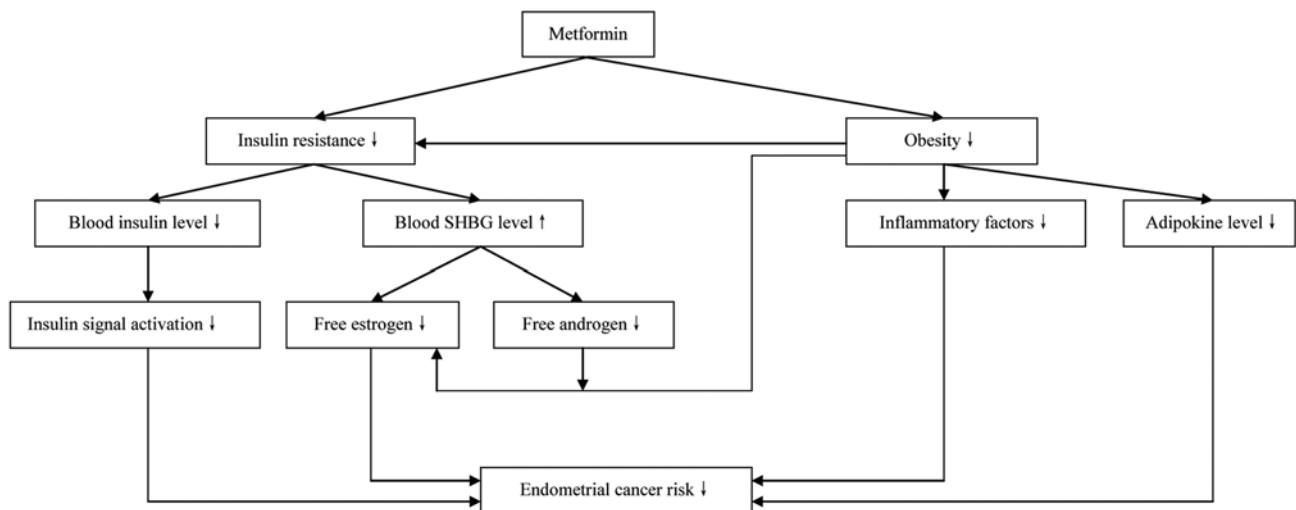 Metformin
Insulin resistance ↓
Obesity ↓
Blood insulin level ↓
Blood SHBG level ↑
Inflammatory factors ↓
Adipokine level ↓
Insulin signal activation ↓
Free estrogen ↓
Free androgen ↓
Endometrial cancer risk ↓